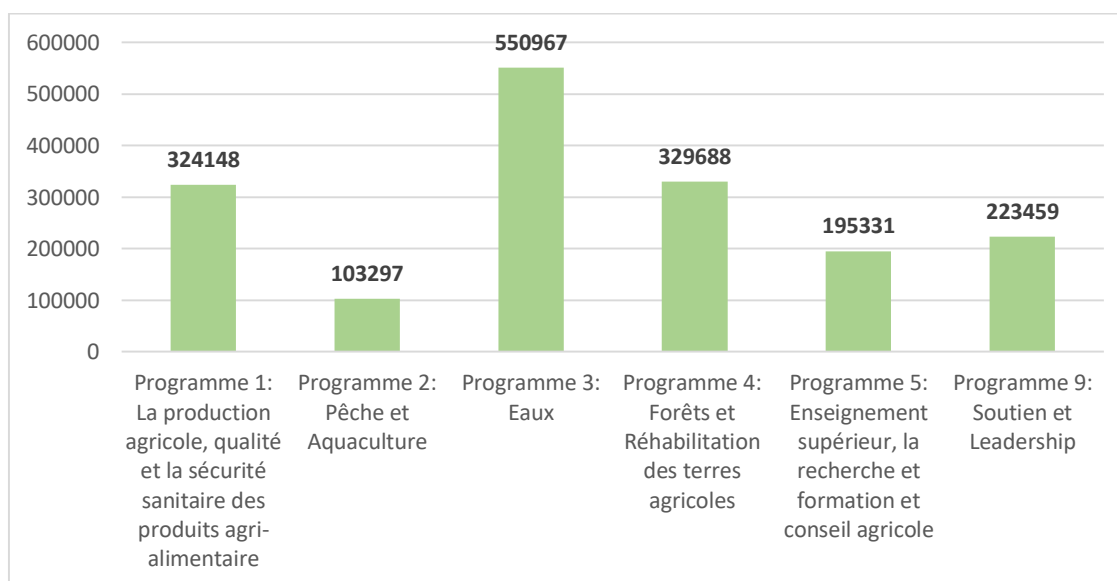 600000
500000
400000
300000
200000
100000
0
324148
103297
550967
329688
195331
223459
Programme 1:
La production
agricole, qualité
et la sécurité
sanitaire des
produits agri-
alimentaire
Programme 2:
Pêche et
Aquaculture
Programme 3:
Eaux
Programme 4:
Forêts et
Réhabilitation
des terres
agricoles
Programme 5:
Enseignement
supérieur, la
recherche et
formation et
conseil agricole
Programme 9:
Soutien et
Leadership